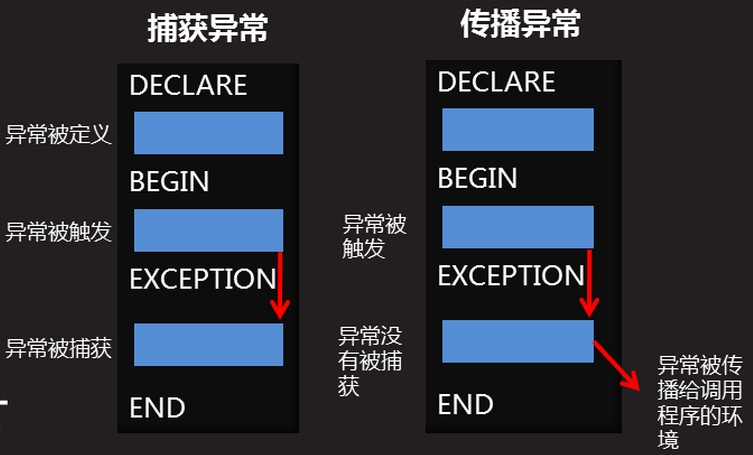 捕获异常
DECLARE
异常被定义
BEGIN
异常被触发
EXCEPTION
异常被捕获
END
传播异常
DECLARE
BEGIN
异常被
触发
EXCEPTION
异常没
有被捕
获
END
异常被传
播给调用
程序的环
境